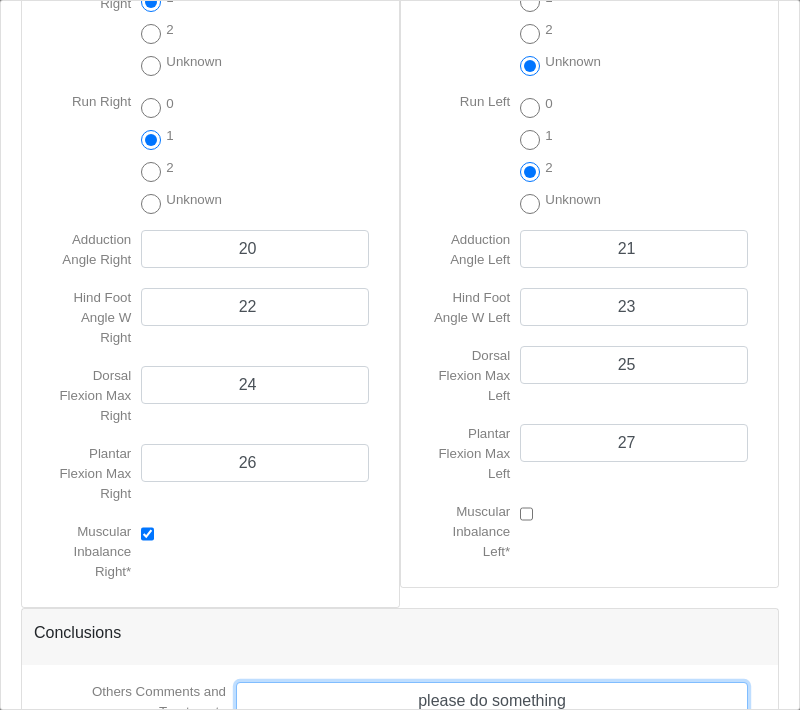 Right
2
Unknown
Run Right
0
1
2
Unknown
Adduction
Angle Right
20
Hind Foot
Angle W
Right
22
Dorsal
Flexion Max
Right
24
Plantar
Flexion Max
Right
26
Muscular
Inbalance
Right*
2
Unknown
Run Left
0
1
2
Unknown
Adduction
Angle Left
21
Hind Foot
Angle W Left
23
Dorsal
Flexion Max
Left
25
Plantar
Flexion Max
Left
27
Muscular
Inbalance
Left*
Conclusions
Others Comments and
please do something